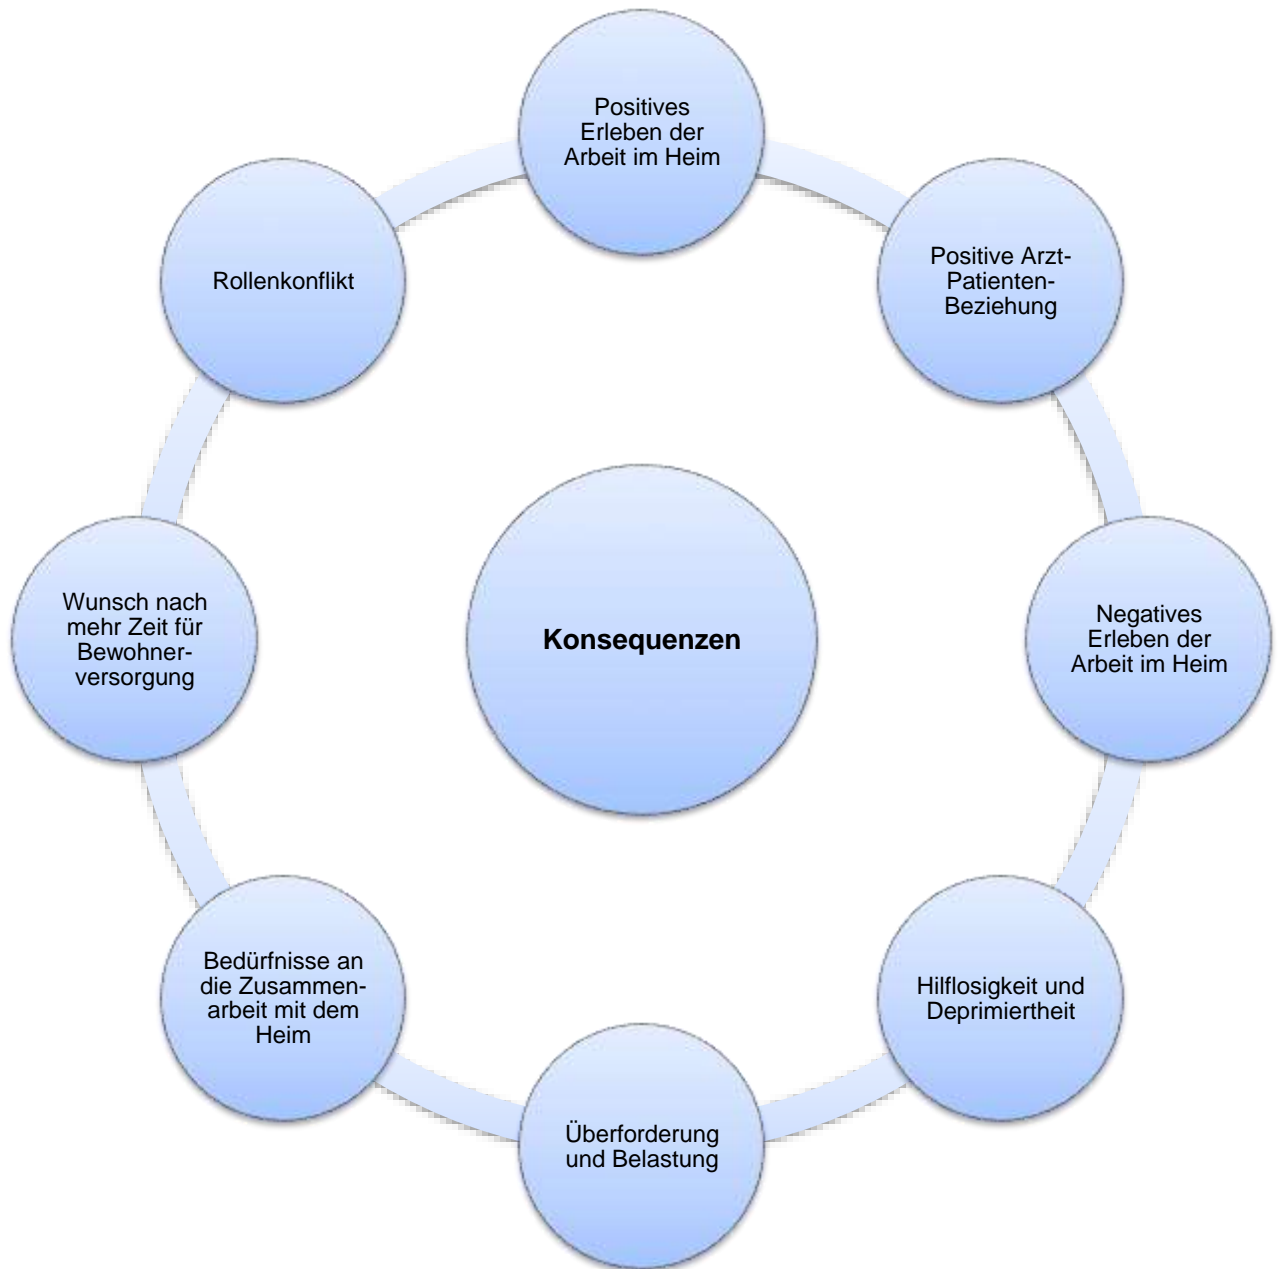 Positives
Erleben der
Arbeit im Heim
Positive Arzt-
Patienten-
Beziehung
Negatives
Erleben der
Arbeit im Heim
Hilflosigkeit und
Deprimiertheit
Überforderung
und Belastung
Bedürfnisse an
die Zusammen-
arbeit mit dem
Heim
Wunsch nach
mehr Zeit für
Bewohner-
versorgung
Rollenkonflikt
Konsequenzen